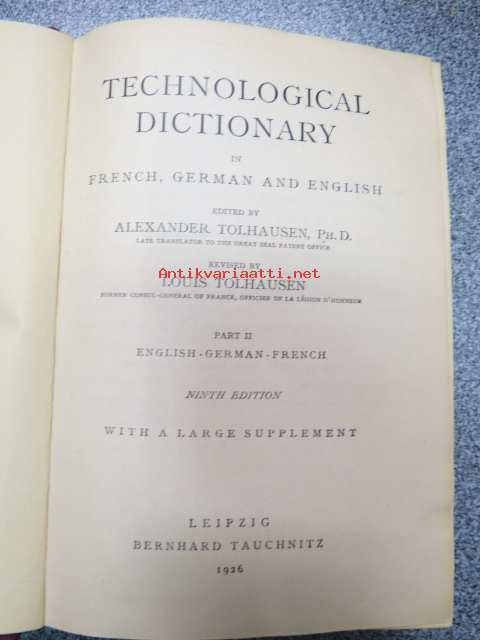 TECHNOLOGICAL
DICTIONARY
IN
FRENCH, GERMAN AND ENGLISH
EDITED BY
ALEXANDER TOLHAUSEN, PH.D.
LATE TRANSLATOR TO THE GREAT SEAL PATENT OFFICE
REVISED BY
Antikvariaatti.net
LOUIS TOLHAUSEN
FORMER CONSUL-GENERAL OF FRANCE, OFFICIER DE LA LÉGION D'HONNEUR
PART II
ENGLISH-GERMAN-FRENCH
NINTH EDITION
WITH A LARGE SUPPLEMENT
LEIPZIG
BERNHARD TAUCHNITZ
1926